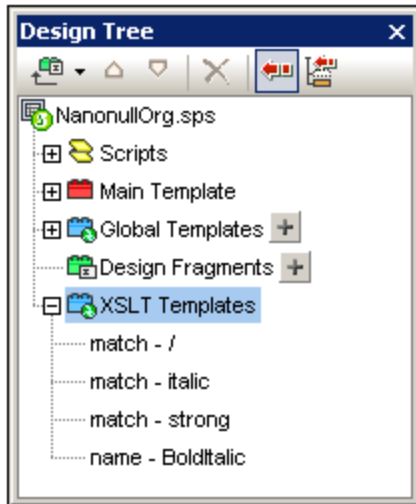 Design Tree
NanonullOrg.sps
Scripts
Main Template
Global Templates
Design Fragments
XSLT Templates
match - /
match - italic
match - strong
name - BoldItalic